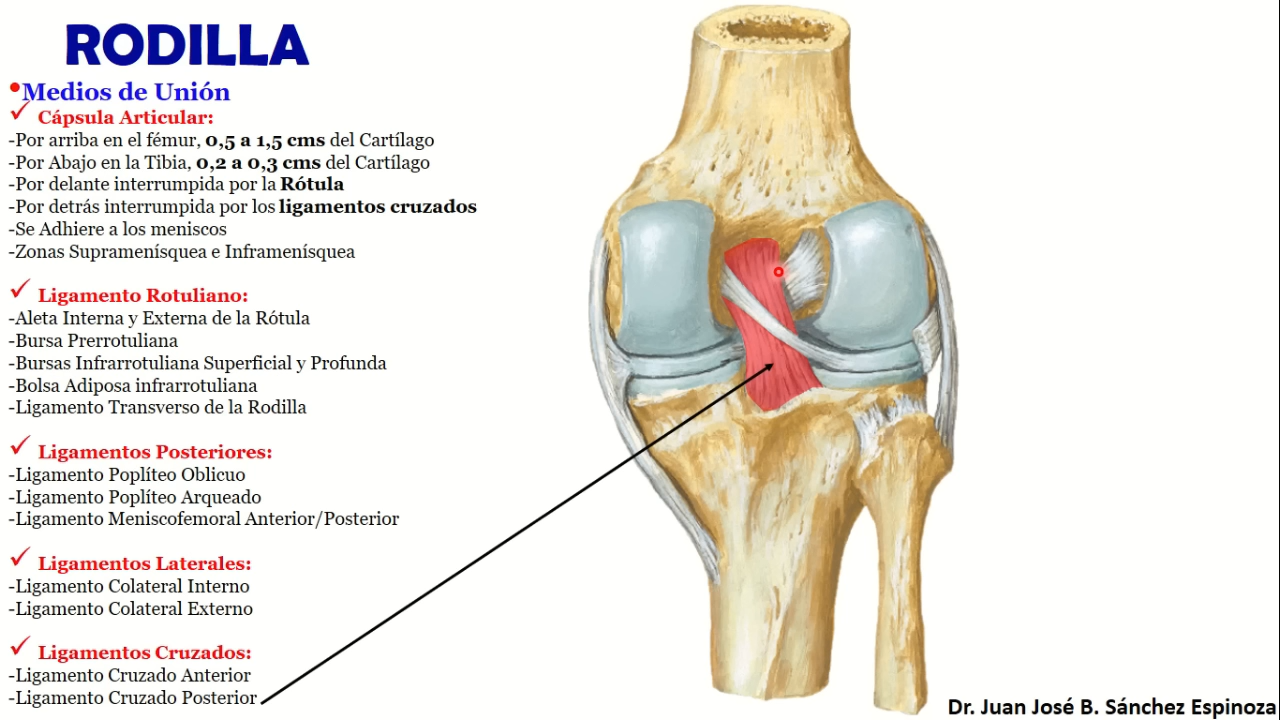 RODILLA
•Medios de Unión
✓ Cápsula Articular:
-Por arriba en el fémur, 0,5 a 1,5 cms del Cartílago
-Por Abajo en la Tibia, 0,2 a 0,3 cms del Cartílago
-Por delante interrumpida por la Rótula
-Por detrás interrumpida por los ligamentos cruzados
-Se Adhiere a los meniscos
-Zonas Supramenísquea e Inframenísquea
✓ Ligamento Rotuliano:
-Aleta Interna y Externa de la Rótula
-Bursa Prerrotuliana
-Bursas Infrarrotuliana Superficial y Profunda
-Bolsa Adiposa infrarrotuliana
-Ligamento Transverso de la Rodilla
✓ Ligamentos Posteriores:
-Ligamento Poplíteo Oblicuo
-Ligamento Poplíteo Arqueado
-Ligamento Meniscofemoral Anterior/Posterior
✓ Ligamentos Laterales:
-Ligamento Colateral Interno
-Ligamento Colateral Externo
✓ Ligamentos Cruzados:
-Ligamento Cruzado Anterior
-Ligamento Cruzado Posterior
Dr. Juan José B. Sánchez Espinoza